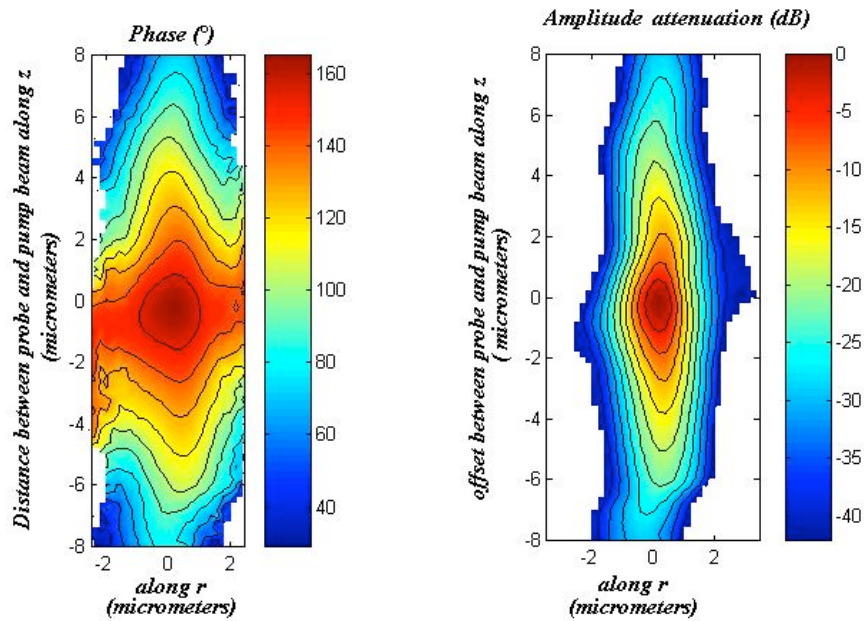 Phase (°)
Distance between probe and pump beam along z
(micrometers)
8
6
4
2
0
-2
-4
-6
-8
-2 0 2
along r
(micrometers)
160
140
120
100
80
60
40
Amplitude attenuation (dB)
offset between probe and pump beam along z
( micrometers)
8
6
4
2
0
-2
-4
-6
-8
-2 0 2
along r
(micrometers)
0
-5
-10
-15
-20
-25
-30
-35
-40